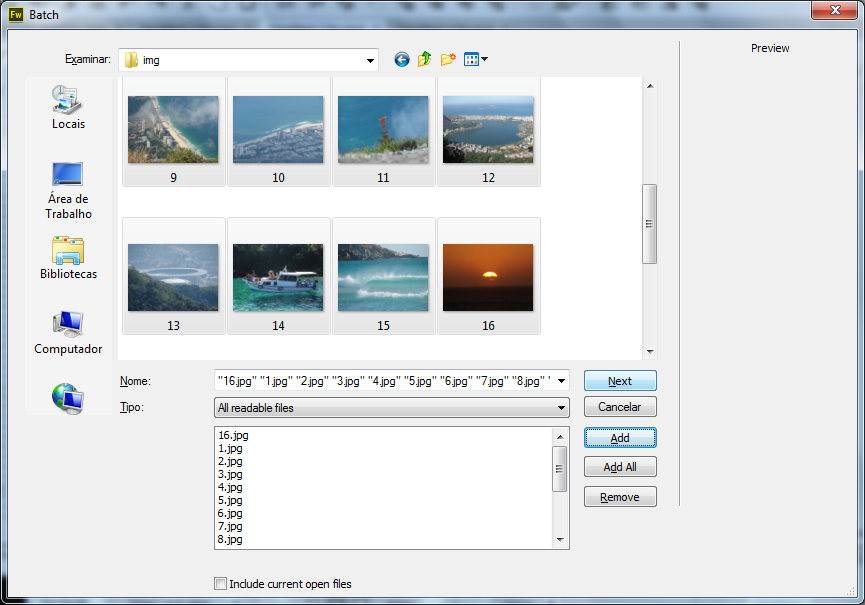 Fw Batch
Examinar: img
Preview
Locais
Área de
Trabalho
Bibliotecas
Computador
9 10 11 12
13 14 15 16
Nome: "16.jpg" "1.jpg" "2.jpg" "3.jpg" "4.jpg" "5.jpg" "6.jpg" "7.jpg" "8.jpg" "
Next
Tipo: All readable files
Cancelar
16.jpg
1.jpg
2.jpg
3.jpg
4.jpg
5.jpg
6.jpg
7.jpg
8.jpg
Add
Add All
Remove
Include current open files